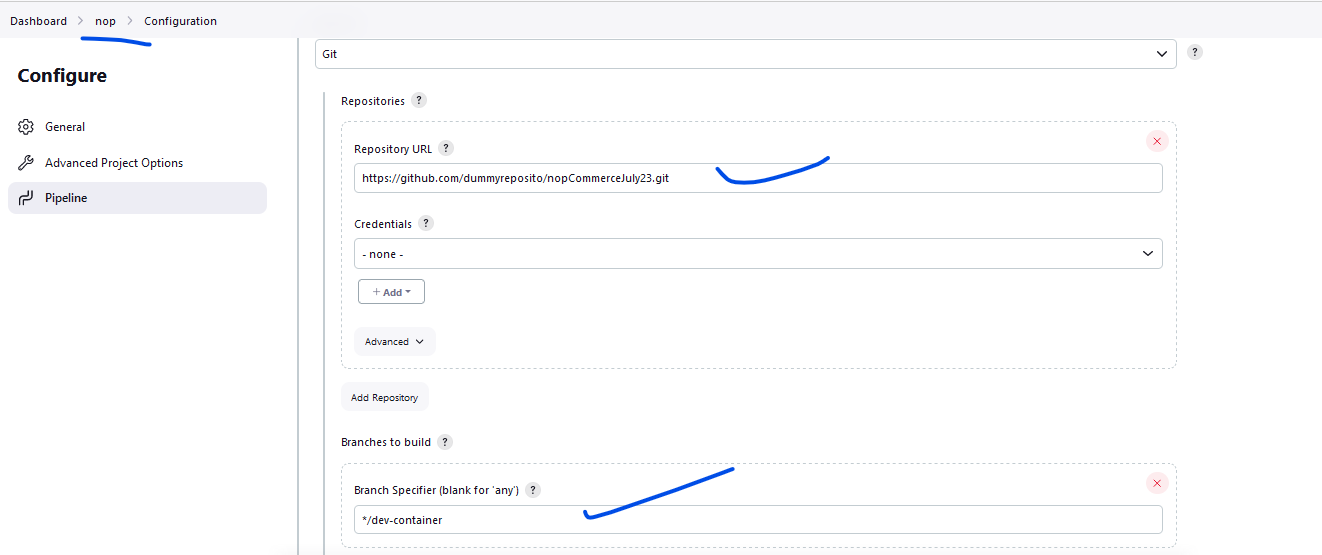 Dashboard > nop > Configuration
Configure
General
Advanced Project Options
Pipeline
Git
?
Repositories ?
Repository URL ?
https://github.com/dummyreposito/nopCommerceJuly23.git
Credentials ?
- none -
+ Add
Advanced
Add Repository
Branches to build ?
Branch Specifier (blank for 'any') ?
*/dev-container